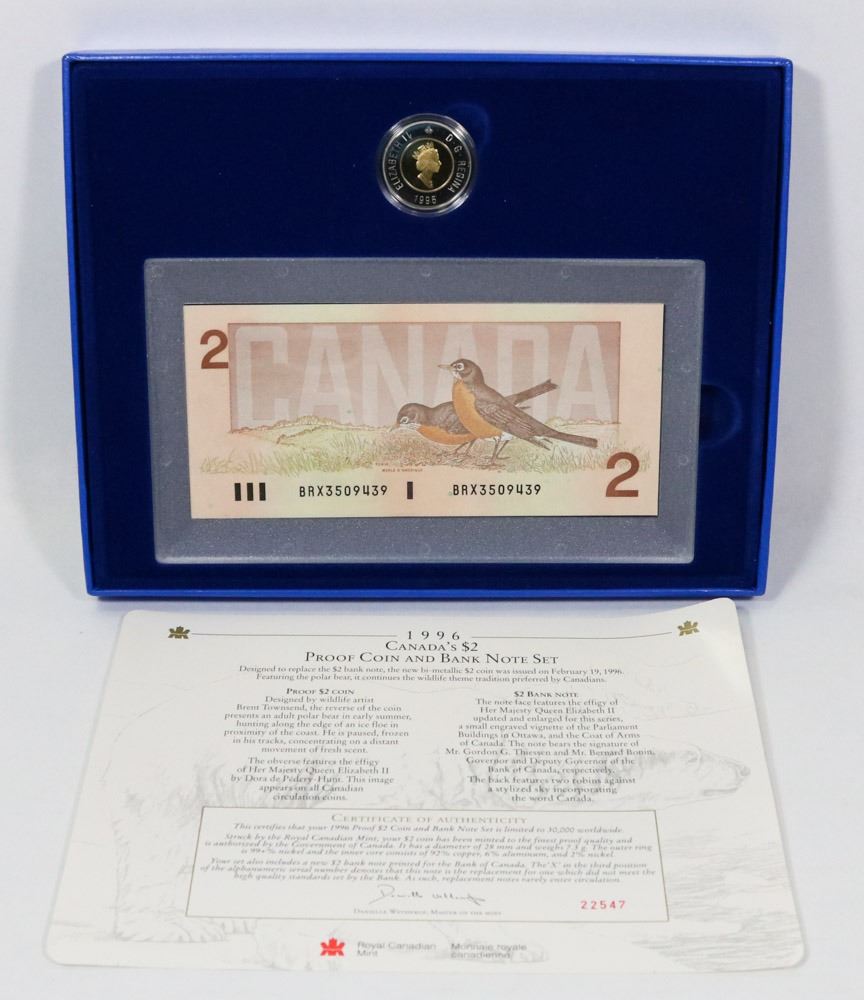 ELIZABETH II D·G·REGINA
1996
2
CANADA
ROBIN
MERLE D'AMÉRIQUE
2
BRX3509439 BRX3509439
1996
CANADA'S $2
PROOF COIN AND BANK NOTE SET
Designed to replace the $2 bank note, the new bi-metallic $2 coin was issued on February 19, 1996.
Featuring the polar bear, it continues the wildlife theme tradition preferred by Canadians.
PROOF $2 COIN
Designed by wildlife artist
Brent Townsend, the reverse of the coin
presents an adult polar bear in early summer,
hunting along the edge of an ice floe in
proximity of the coast. He is paused, frozen
in his tracks, concentrating on a distant
movement of fresh scent.
The obverse features the effigy
of Her Majesty Queen Elizabeth II
by Dora de Pédery-Hunt. This image
appears on all Canadian
circulation coins.
$2 BANK NOTE
The note face features the effigy of
Her Majesty Queen Elizabeth II
updated and enlarged for this series,
a small engraved vignette of the Parliament
Buildings in Ottawa, and the Coat of Arms
of Canada. The note bears the signature of
Mr. Gordon G. Thiessen and Mr. Bernard Bonin,
Governor and Deputy Governor of the
Bank of Canada, respectively.
The back features two robins against
a stylized sky incorporating
the word Canada.
CERTIFICATE OF AUTHENTICITY
This certifies that your 1996 Proof $2 Coin and Bank Note Set is limited to 30,000 worldwide.
Struck by the Royal Canadian Mint, your $2 coin has been minted to the finest proof quality and
is authorized by the Government of Canada. It has a diameter of 28 mm and weighs 7.3 g. The outer ring
is 99+% nickel and the inner core consists of 92% copper, 6% aluminum, and 2% nickel.
Your set also includes a new $2 bank note printed for the Bank of Canada. The 'X' in the third position
of the alphanumeric serial number denotes that this note is the replacement for one which did not meet the
high quality standards set by the Bank. As such, replacement notes rarely enter circulation.
DANIELLE WETHERUP, MASTER OF THE MINT
22547
Royal Canadian Mint
Monnaie royale canadienne